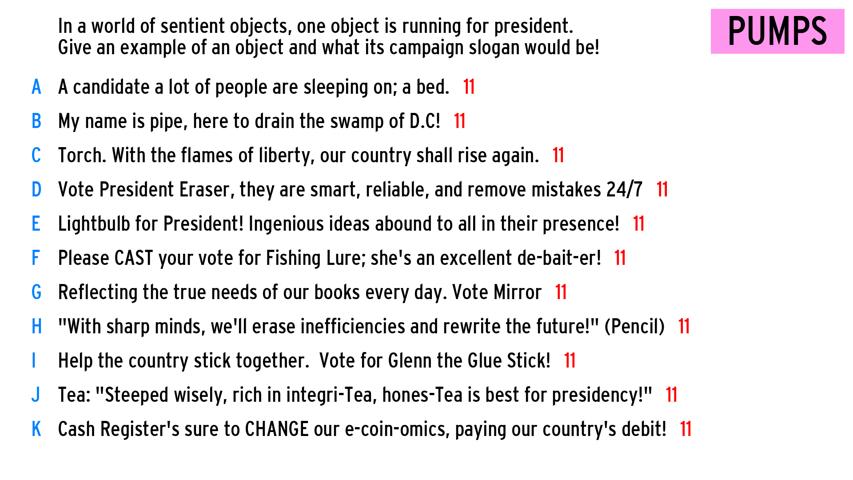 In a world of sentient objects, one object is running for president.
Give an example of an object and what its campaign slogan would be!
PUMPS
A A candidate a lot of people are sleeping on; a bed. 11
B My name is pipe, here to drain the swamp of D.C! 11
C Torch. With the flames of liberty, our country shall rise again. 11
D Vote President Eraser, they are smart, reliable, and remove mistakes 24/7 11
E Lightbulb for President! Ingenious ideas abound to all in their presence! 11
F Please CAST your vote for Fishing Lure; she's an excellent de-bait-er! 11
G Reflecting the true needs of our books every day. Vote Mirror 11
H "With sharp minds, we'll erase inefficiencies and rewrite the future!" (Pencil) 11
I Help the country stick together. Vote for Glenn the Glue Stick! 11
J Tea: "Steeped wisely, rich in integri-Tea, hones-Tea is best for presidency!" 11
K Cash Register's sure to CHANGE our e-coin-omics, paying our country's debit! 11